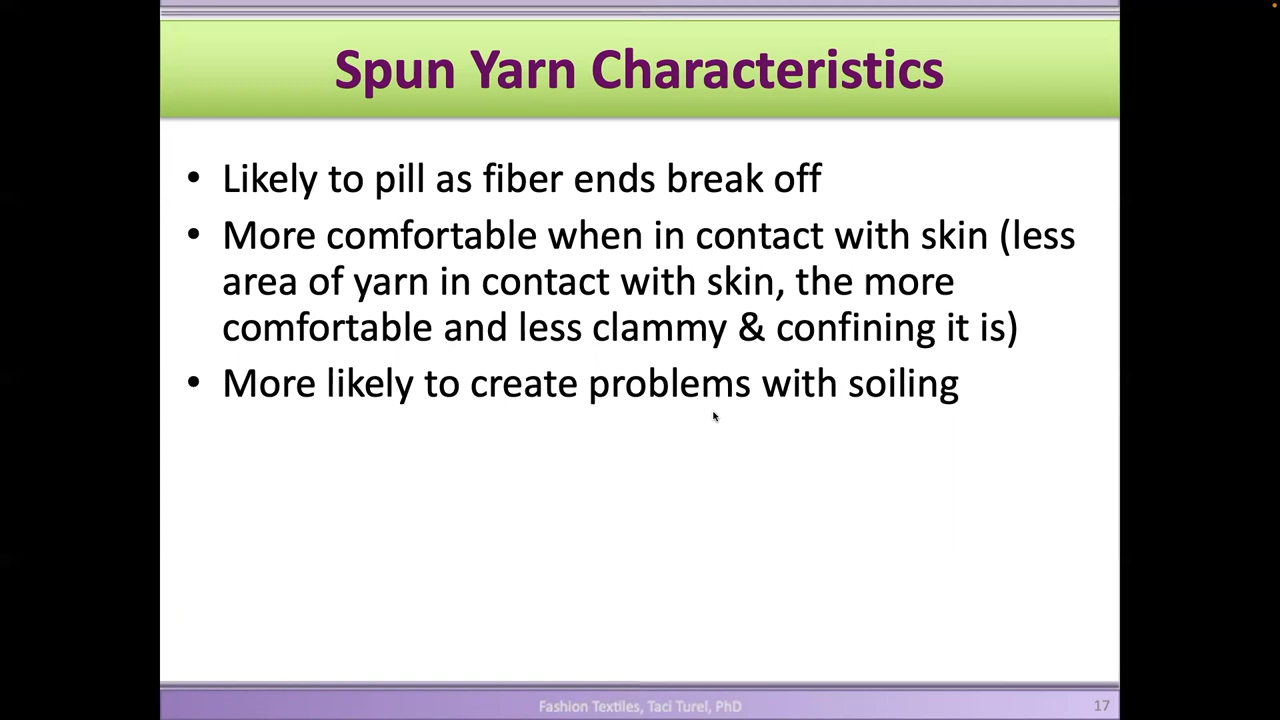 Spun Yarn Characteristics
• Likely to pill as fiber ends break off
• More comfortable when in contact with skin (less
area of yarn in contact with skin, the more
comfortable and less clammy & confining it is)
• More likely to create problems with soiling
Fashion Textiles, Taci Turel, PhD
17